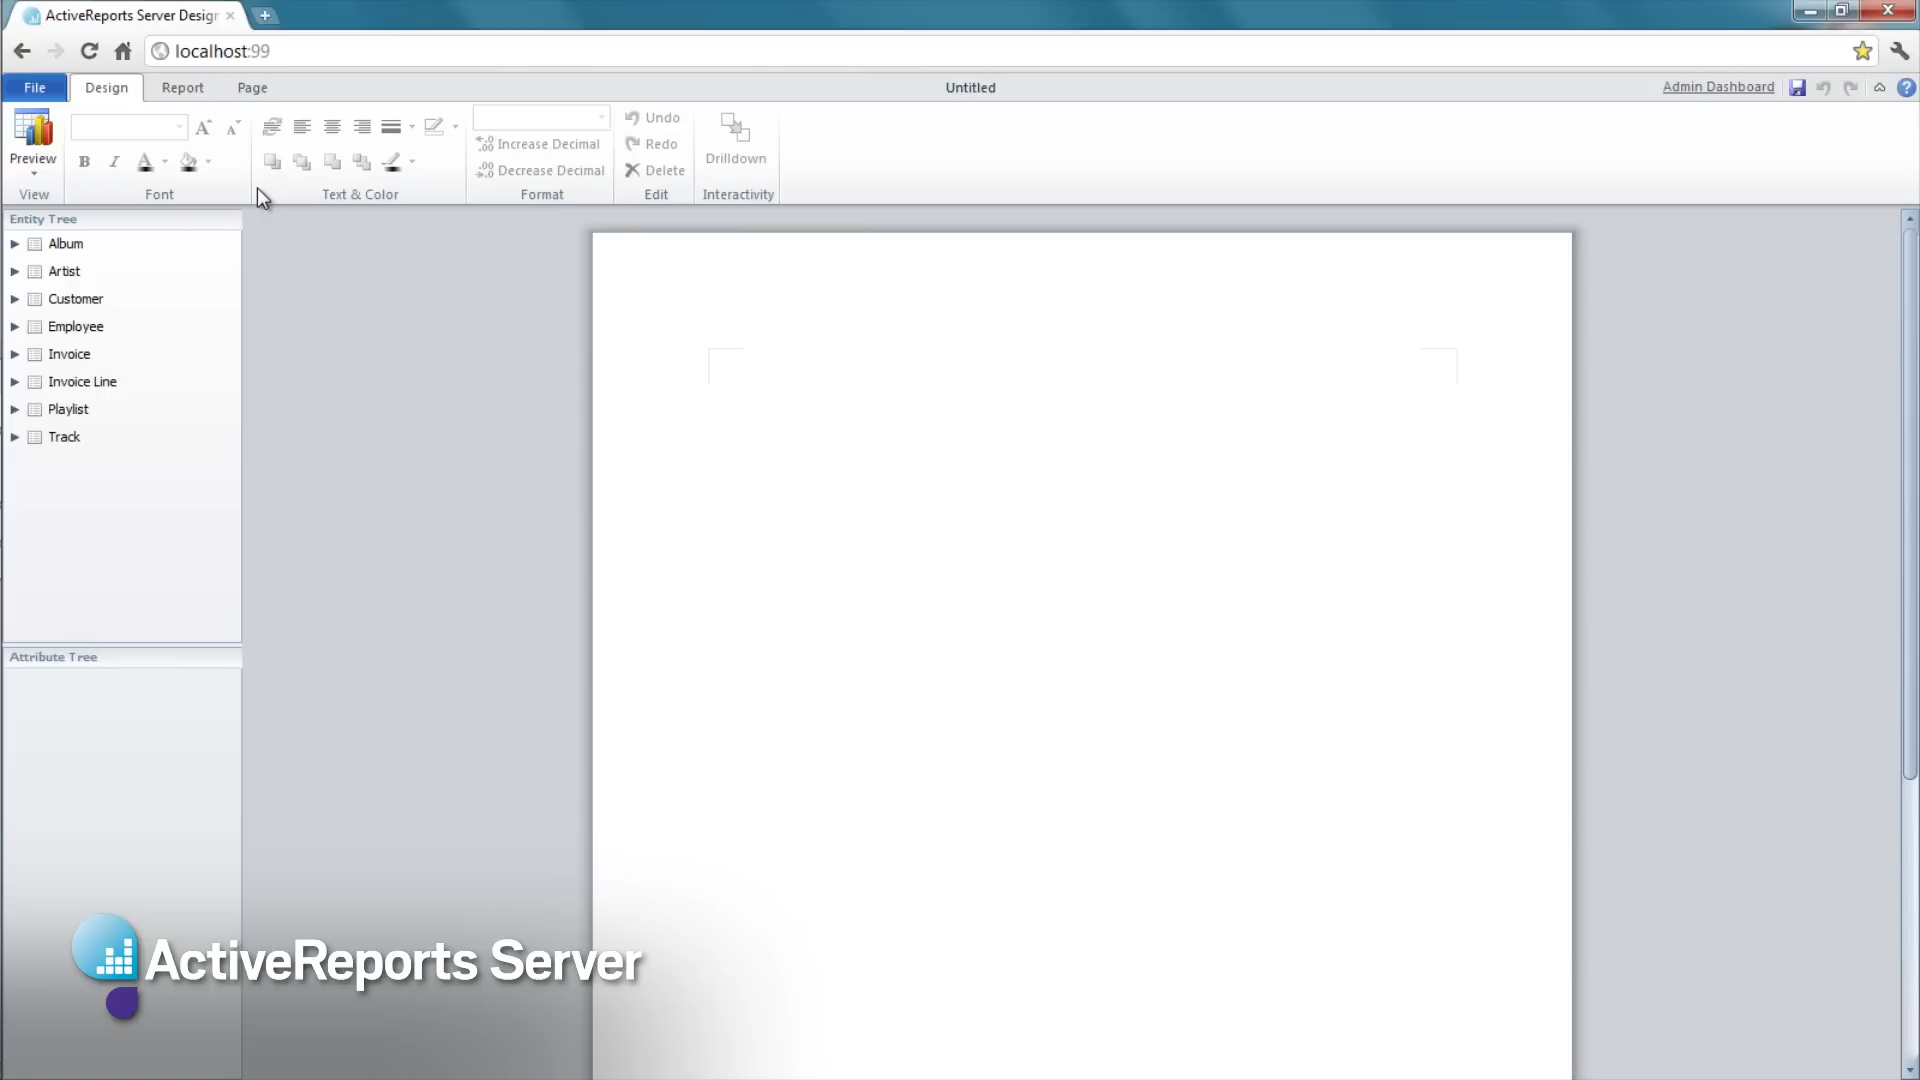 ActiveReports Server Desig
localhost:99
File Design Report Page Untitled Admin Dashboard
Preview
View
Font
Text & Color
Increase Decimal
Decrease Decimal
Format
Undo
Redo
Delete
Edit
Drilldown
Interactivity
Entity Tree
Album
Artist
Customer
Employee
Invoice
Invoice Line
Playlist
Track
Attribute Tree
ActiveReports Server